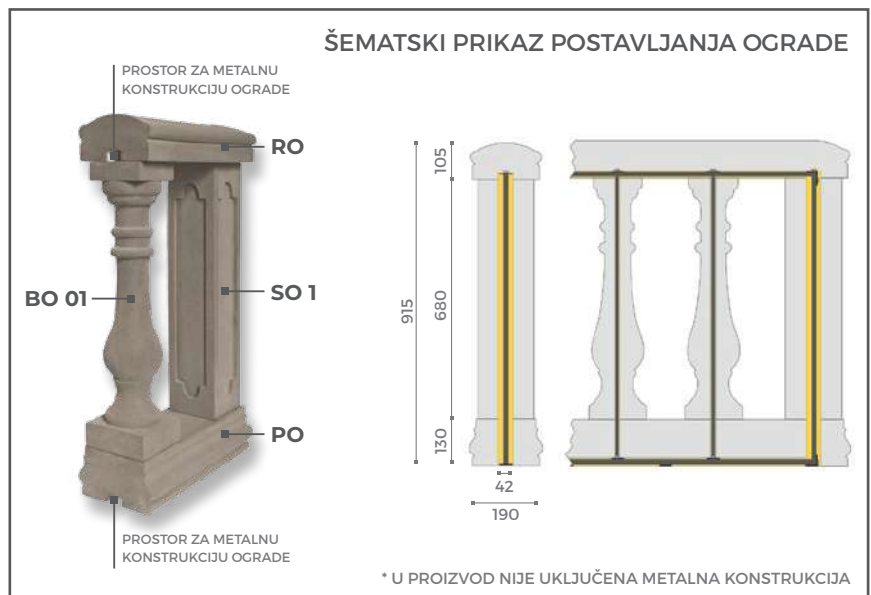 ŠEMATSKI PRIKAZ POSTAVLJANJA OGRADE
PROSTOR ZA METALNU
KONSTRUKCIJU OGRADE
RO
BO 01
SO 1
PO
PROSTOR ZA METALNU
KONSTRUKCIJU OGRADE
105
915
680
130
42
190
* U PROIZVOD NIJE UKLJUČENA METALNA KONSTRUKCIJA